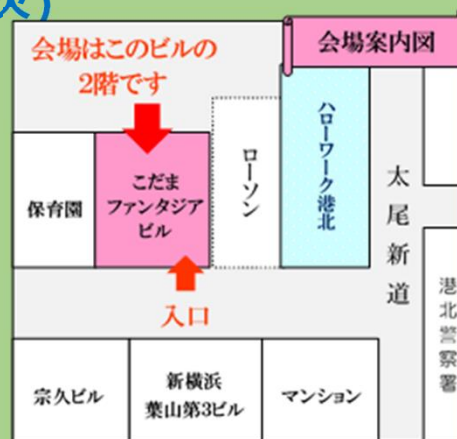 火)
会場案内図
会場はこのビルの
2階です
保育園
こだま
ファンタジア
ビル
ローソン
ハローワーク港北
太尾新道
入口
港北警察署
宗久ビル
新横浜
葉山第3ビル
マンション